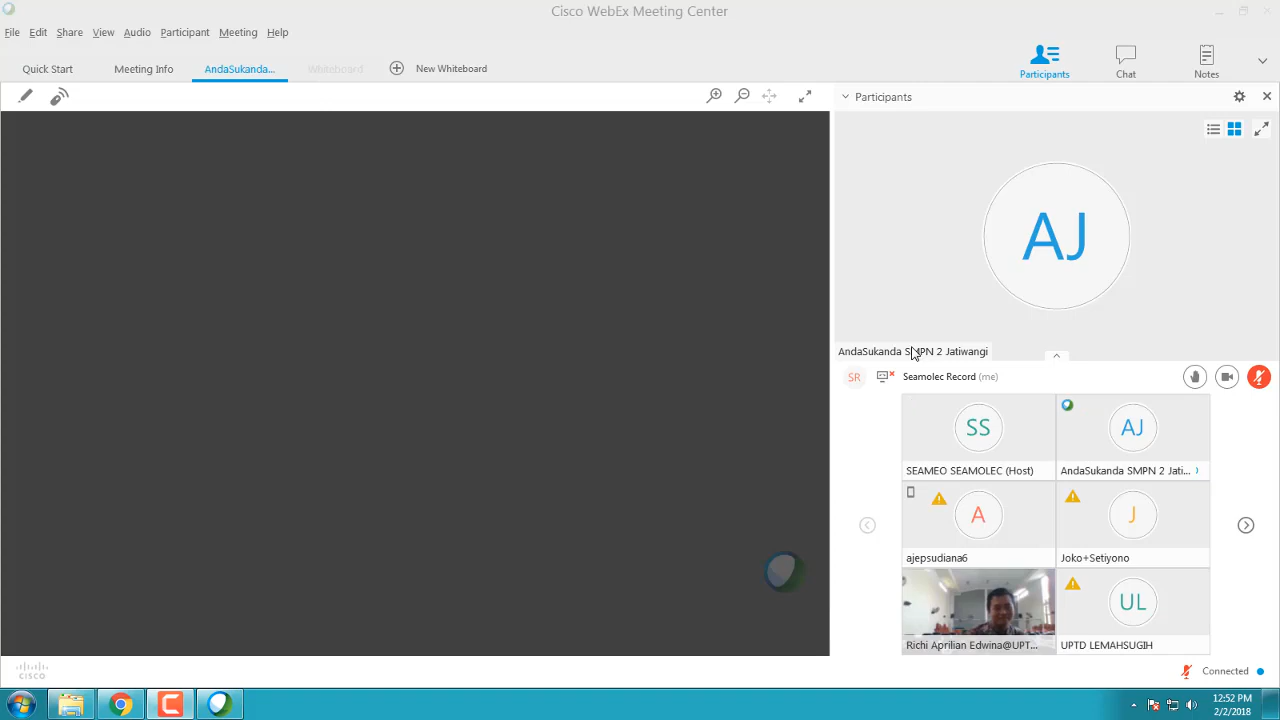 Cisco WebEx Meeting Center
File Edit Share View Audio Participant Meeting Help
Quick Start Meeting Info AndaSukanda... Whiteboard New Whiteboard
Participants Chat Notes
Participants
AJ
AndaSukanda SMPN 2 Jatiwangi
SR Seamolec Record (me)
SS AJ
SEAMEO SEAMOLEC (Host) AndaSukanda SMPN 2 Jati...
A J
ajepsudiana6 Joko+Setiyono
UL
Richi Aprilian Edwina@UPT... UPTD LEMAHSUGIH
cisco
Connected
12:52 PM
2/2/2018